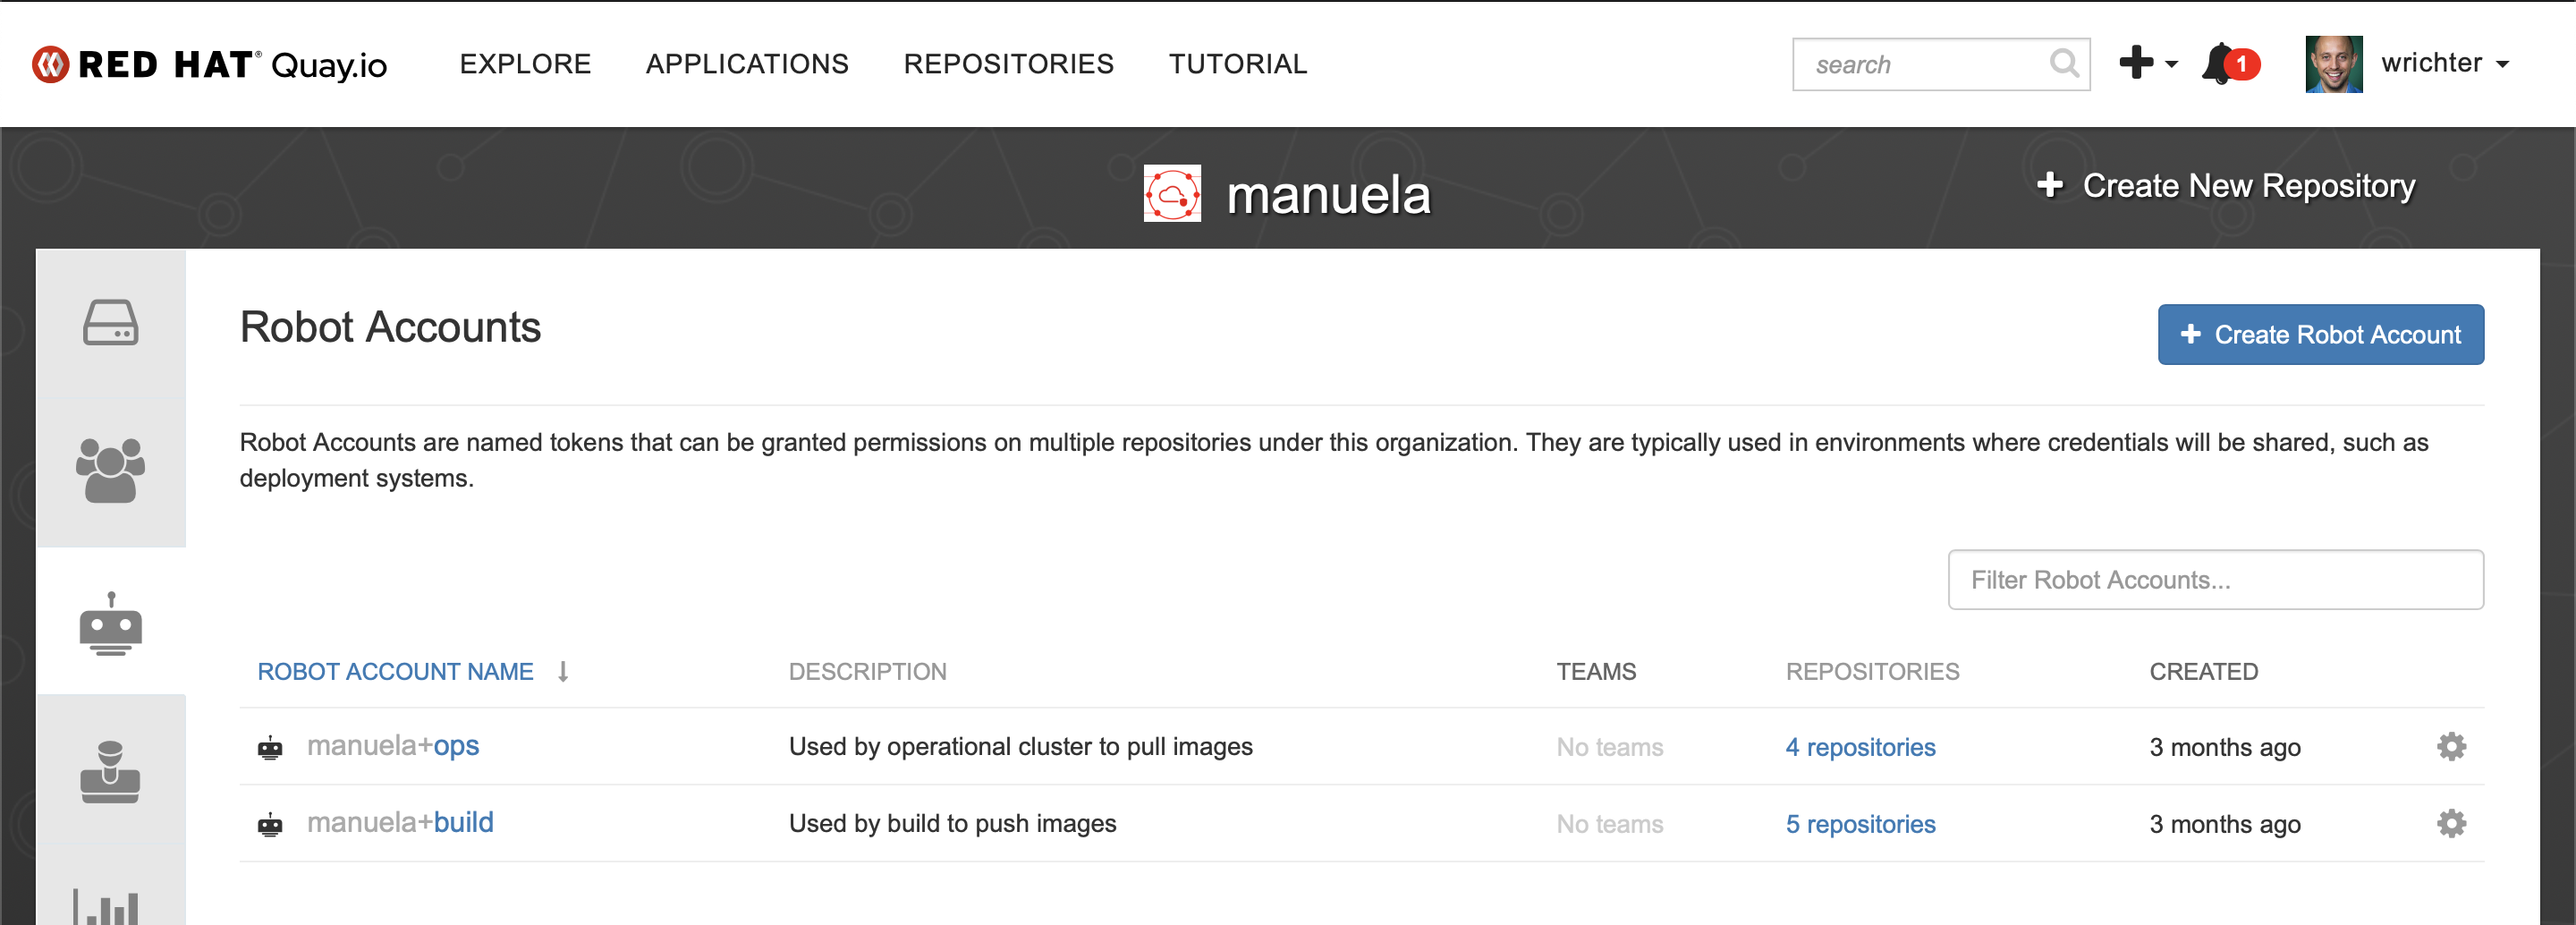 RED HAT® Quay.io EXPLORE APPLICATIONS REPOSITORIES TUTORIAL search 1 wrichter
manuela + Create New Repository
Robot Accounts + Create Robot Account
Robot Accounts are named tokens that can be granted permissions on multiple repositories under this organization. They are typically used in environments where credentials will be shared, such as
deployment systems.
Filter Robot Accounts...
ROBOT ACCOUNT NAME ↓ DESCRIPTION TEAMS REPOSITORIES CREATED
manuela+ops Used by operational cluster to pull images No teams 4 repositories 3 months ago
manuela+build Used by build to push images No teams 5 repositories 3 months ago